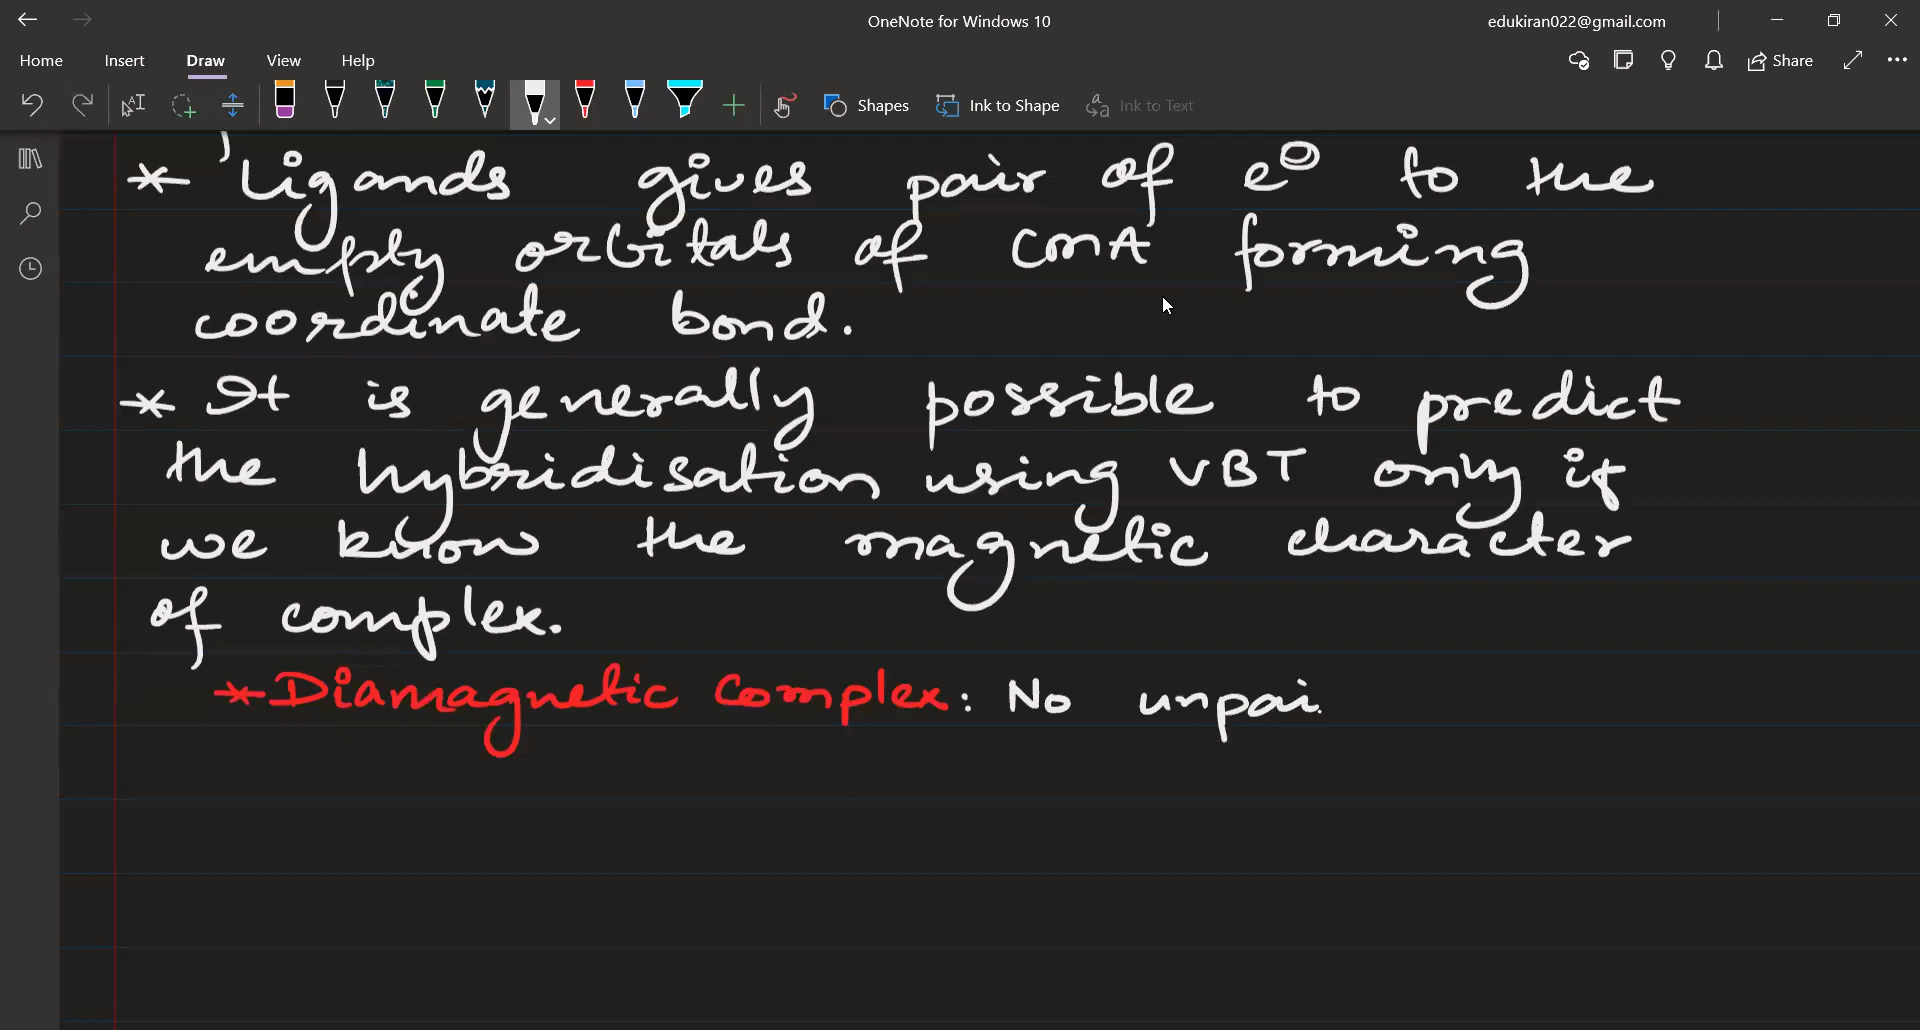 OneNote for Windows 10
edukiran022@gmail.com
Home Insert Draw View Help
Share
Shapes Ink to Shape Ink to Text
* Ligands gives pair of e⊖ to the
empty orbitals of CMA forming
coordinate bond.
* It is generally possible to predict
the hybridisation using VBT only if
we know the magnetic character
of complex.
* Diamagnetic Complex: No unpai